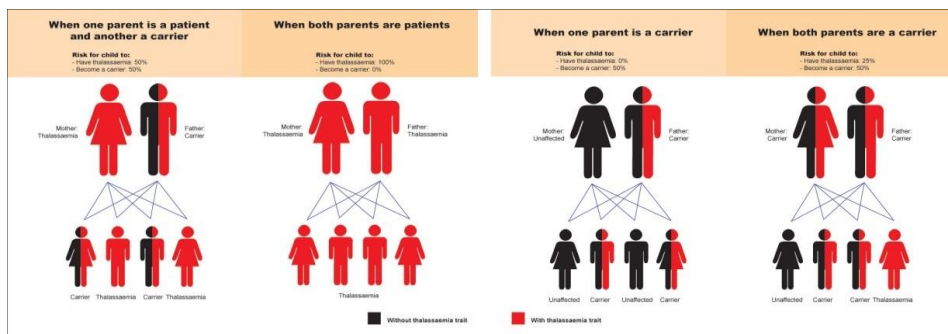 When one parent is a patient
and another a carrier
Risk for child to:
- Have thalassaemia: 50%
- Become a carrier: 50%
Mother:
Thalassaemia
Father:
Carrier
Carrier
Thalassaemia
Carrier
Thalassaemia
When both parents are patients
Risk for child to:
- Have thalassaemia: 100%
- Become a carrier: 0%
Mother:
Thalassaemia
Father:
Thalassaemia
Thalassaemia
When one parent is a carrier
Risk for child to:
- Have thalassaemia: 0%
- Become a carrier: 50%
Mother:
Unaffected
Father:
Carrier
Unaffected
Carrier
Unaffected
Carrier
When both parents are a carrier
Risk for child to:
- Have thalassaemia: 25%
- Become a carrier: 50%
Mother:
Carrier
Father:
Carrier
Unaffected
Carrier
Carrier
Thalassaemia
Without thalassaemia trait
With thalassaemia trait